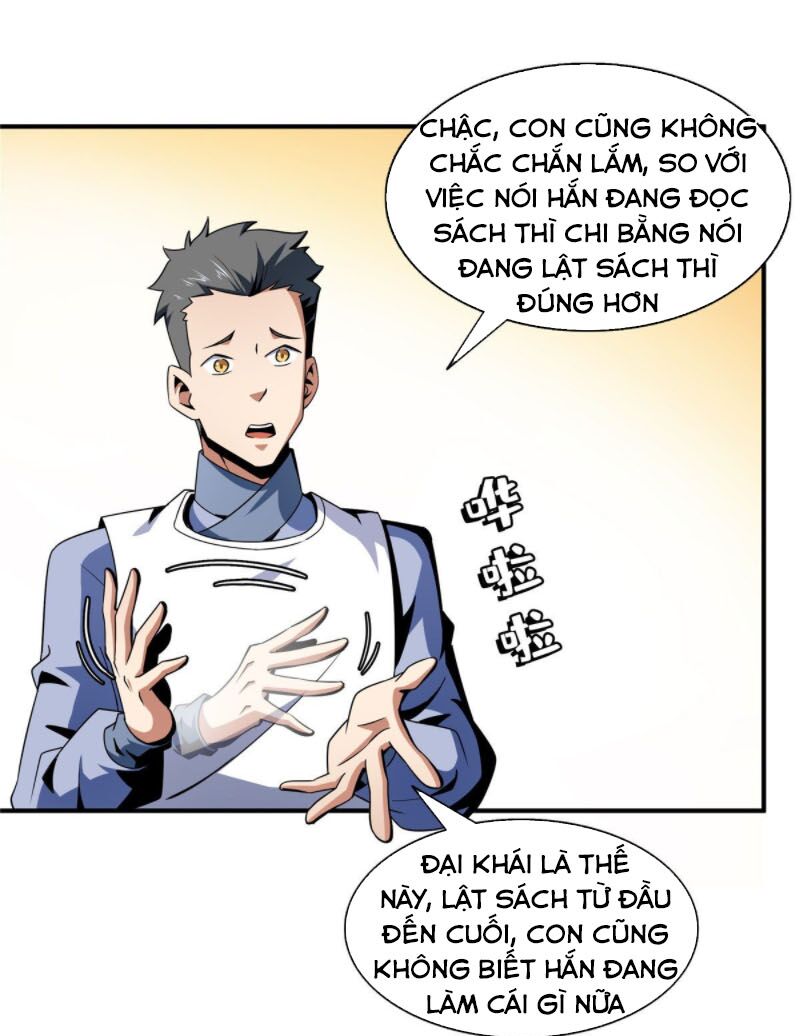 CHẬC, CON CŨNG KHÔNG
CHẮC CHẮN LẮM, SO VỚI
VIỆC NÓI HẮN ĐANG ĐỌC
SÁCH THÌ CHI BẰNG NÓI
ĐANG LẬT SÁCH THÌ
ĐÚNG HƠN
哗
啦
啦
ĐẠI KHÁI LÀ THẾ
NÀY, LẬT SÁCH TỪ ĐẦU
ĐẾN CUỐI, CON CŨNG
KHÔNG BIẾT HẮN ĐANG
LÀM CÁI GÌ NỮA